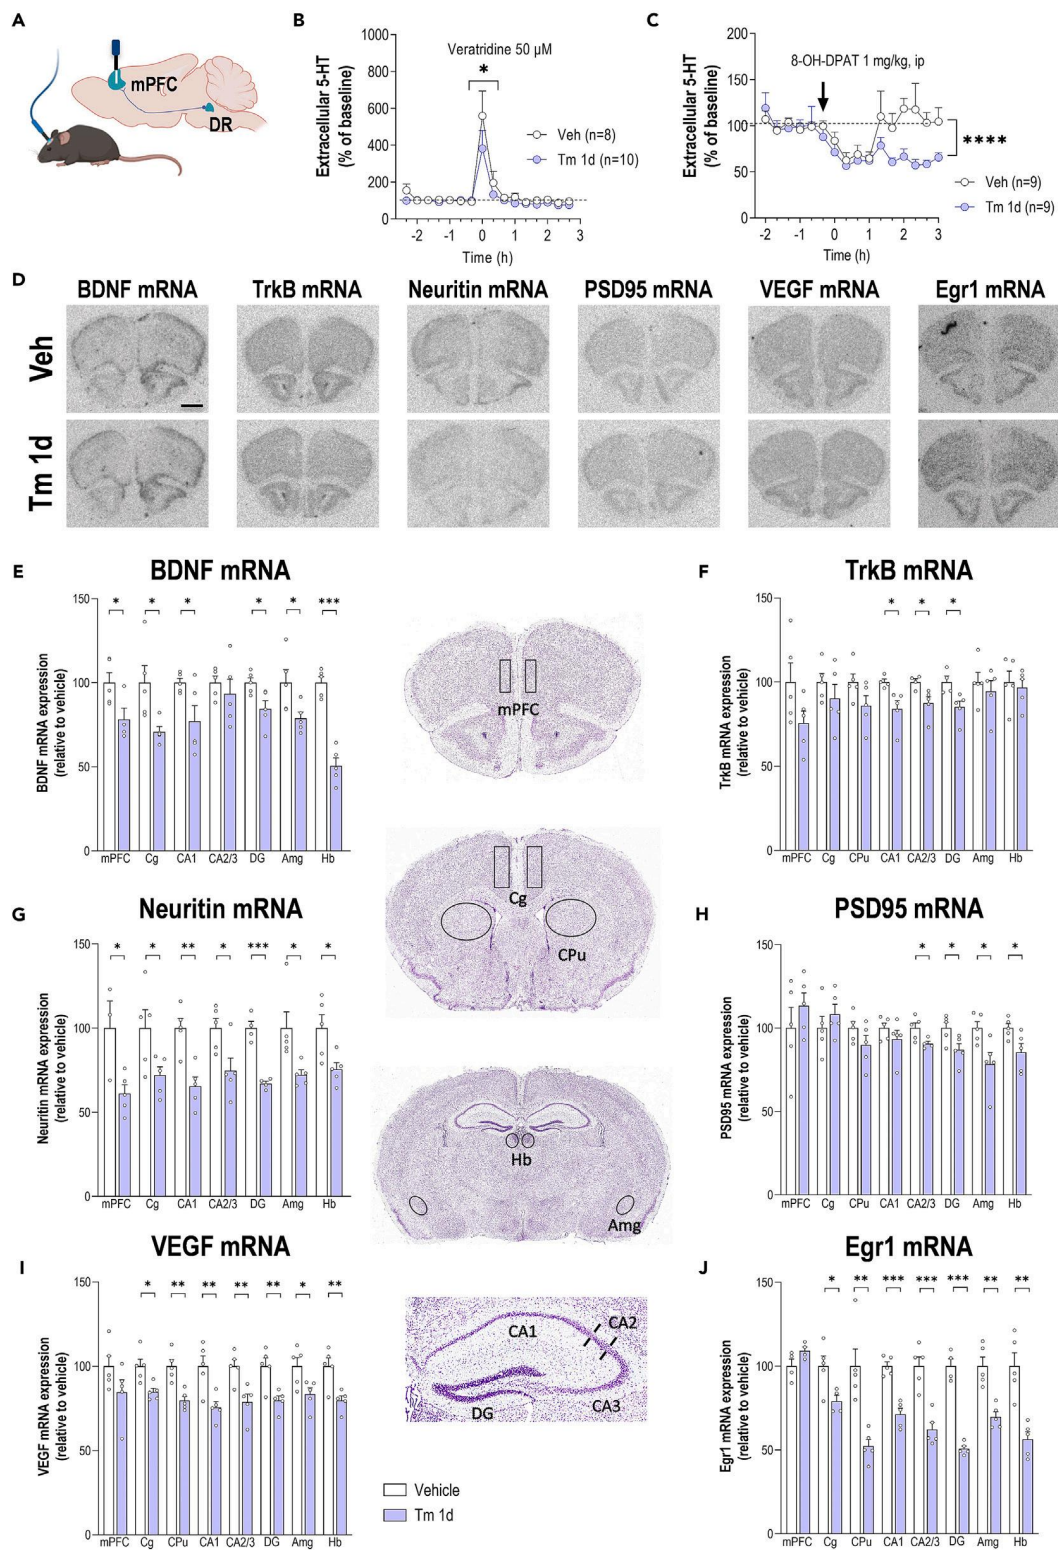 A
mPFC
DR
B
Extracellular 5-HT
(% of baseline)
1000
800
600
400
200
0
Veratridine 50 µM
*
Veh (n=8)
Tm 1d (n=10)
-2 -1 0 1 2 3
Time (h)
C
Extracellular 5-HT
(% of baseline)
200
150
100
50
0
8-OH-DPAT 1 mg/kg, ip
****
Veh (n=9)
Tm 1d (n=9)
-2 -1 0 1 2 3
Time (h)
D
BDNF mRNA TrkB mRNA Neuritin mRNA PSD95 mRNA VEGF mRNA Egr1 mRNA
Veh
Tm 1d
E
BDNF mRNA
BDNF mRNA expression
(relative to vehicle)
150
100
50
0
* * * * * ***
mPFC Cg CA1 CA2/3 DG Amg Hb
mPFC
F
TrkB mRNA
TrkB mRNA expression
(relative to vehicle)
150
100
50
0
* * *
mPFC Cg CPu CA1 CA2/3 DG Amg Hb
G
Neuritin mRNA
Neuritin mRNA expression
(relative to vehicle)
150
100
50
0
* * ** * *** * *
mPFC Cg CA1 CA2/3 DG Amg Hb
Cg
CPu
H
PSD95 mRNA
PSD95 mRNA expression
(relative to vehicle)
150
100
50
0
* * * *
mPFC Cg CPu CA1 CA2/3 DG Amg Hb
Hb
Amg
I
VEGF mRNA
VEGF mRNA expression
(relative to vehicle)
150
100
50
0
* ** ** ** ** * **
mPFC Cg CPu CA1 CA2/3 DG Amg Hb
CA1
CA2
CA3
DG
Vehicle
Tm 1d
J
Egr1 mRNA
Egr1 mRNA expression
(relative to vehicle)
150
100
50
0
* ** *** *** *** ** **
mPFC Cg CPu CA1 CA2/3 DG Amg Hb